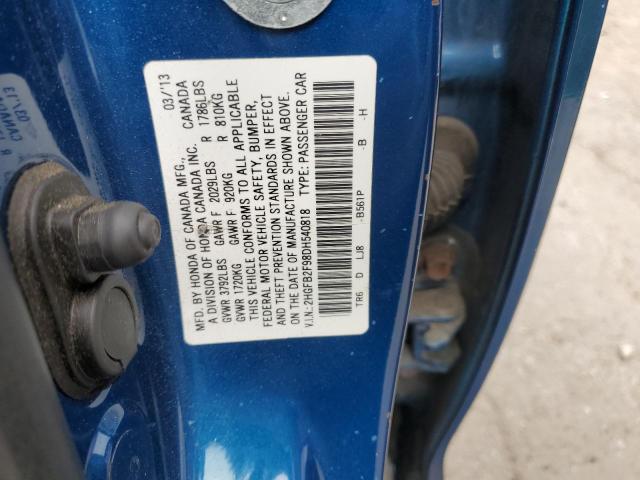 MFD. BY HONDA OF CANADA MFG., 03/'13
A DIVISION OF HONDA CANADA INC. CANADA
GVWR 3792LBS GAWR F 2029LBS R 1786LBS
GVWR 1720KG GAWR F 920KG R 810KG
THIS VEHICLE CONFORMS TO ALL APPLICABLE
FEDERAL MOTOR VEHICLE SAFETY, BUMPER,
AND THEFT PREVENTION STANDARDS IN EFFECT
ON THE DATE OF MANUFACTURE SHOWN ABOVE.
V.I.N.: 2HGFB2F98DH540818 TYPE: PASSENGER CAR
TR6 D LJ8 -B561P -B -H